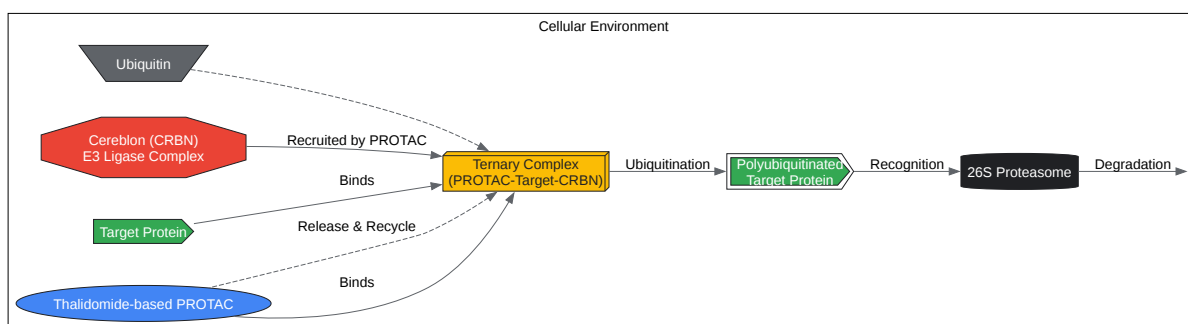 Cellular Environment
Ubiquitin
Cereblon (CRBN)
E3 Ligase Complex
Recruited by PROTAC
Binds
Target Protein
Release & Recycle
Binds
Thalidomide-based PROTAC
Ternary Complex
(PROTAC-Target-CRBN)
Ubiquitination
Polyubiquitinated
Target Protein
Recognition
26S Proteasome
Degradation